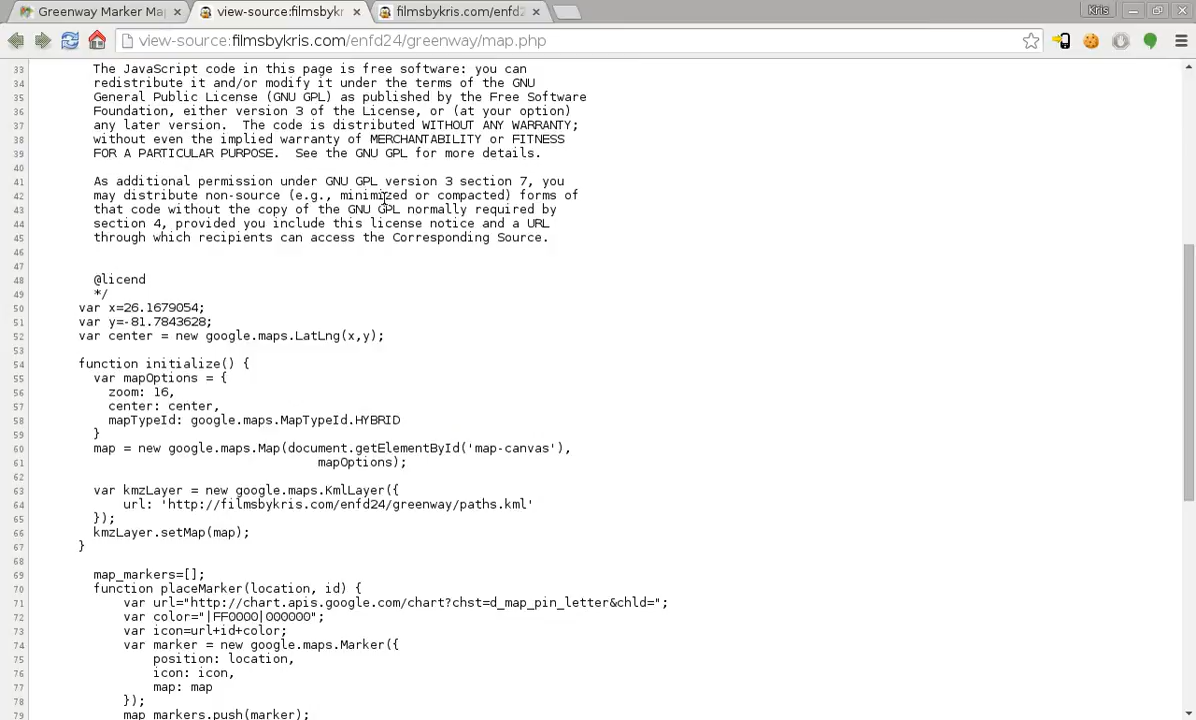 Greenway Marker Ma
view-source:filmsbykr
filmsbykris.com/enfd2
Kris
view-source:filmsbykris.com/enfd24/greenway/map.php
33 The JavaScript code in this page is free software: you can
34 redistribute it and/or modify it under the terms of the GNU
35 General Public License (GNU GPL) as published by the Free Software
36 Foundation, either version 3 of the License, or (at your option)
37 any later version.  The code is distributed WITHOUT ANY WARRANTY;
38 without even the implied warranty of MERCHANTABILITY or FITNESS
39 FOR A PARTICULAR PURPOSE.  See the GNU GPL for more details.
40
41 As additional permission under GNU GPL version 3 section 7, you
42 may distribute non-source (e.g., minimized or compacted) forms of
43 that code without the copy of the GNU GPL normally required by
44 section 4, provided you include this license notice and a URL
45 through which recipients can access the Corresponding Source.
46
47
48 @licend
49 */
50 var x=26.1679054;
51 var y=-81.7843628;
52 var center = new google.maps.LatLng(x,y);
53
54 function initialize() {
55 var mapOptions = {
56 zoom: 16,
57 center: center,
58 mapTypeId: google.maps.MapTypeId.HYBRID
59 }
60 map = new google.maps.Map(document.getElementById('map-canvas'),
61 mapOptions);
62
63 var kmzLayer = new google.maps.KmlLayer({
64 url: 'http://filmsbykris.com/enfd24/greenway/paths.kml'
65 });
66 kmzLayer.setMap(map);
67 }
68
69 map_markers=[];
70 function placeMarker(location, id) {
71 var url="http://chart.apis.google.com/chart?chst=d_map_pin_letter&chld=";
72 var color="|FF0000|000000";
73 var icon=url+id+color;
74 var marker = new google.maps.Marker({
75 position: location,
76 icon: icon,
77 map: map
78 });
79 map_markers.push(marker);